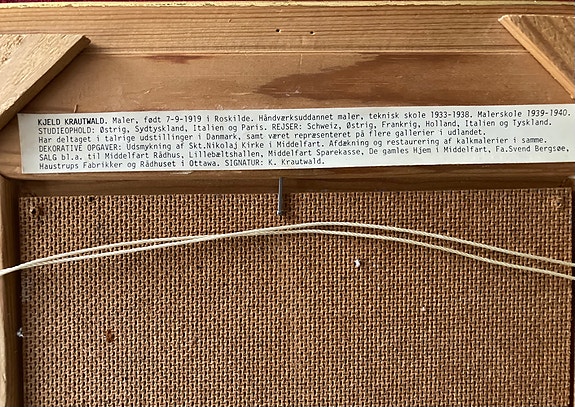 KJELD KRAUTWALD. Maler, født 7-9-1919 i Roskilde. Håndværksuddannet maler, teknisk skole 1933-1938. Malerskole 1939-1940.
STUDIEOPHOLD: Østrig, Sydtyskland, Italien og Paris. REJSER: Schweiz, Østrig, Frankrig, Holland, Italien og Tyskland.
Har deltaget i talrige udstillinger i Danmark, samt været repræsenteret på flere gallerier i udlandet.
DEKORATIVE OPGAVER: Udsmykning af Skt.Nikolaj Kirke i Middelfart. Afdækning og restaurering af kalkmalerier i samme.
SALG bl.a. til Middelfart Rådhus, Lillebæltshallen, Middelfart Sparekasse, De gamles Hjem i Middelfart, Fa.Svend Bergsøe,
Haustrups Fabrikker og Rådhuset i Ottawa. SIGNATUR: K. Krautwald.